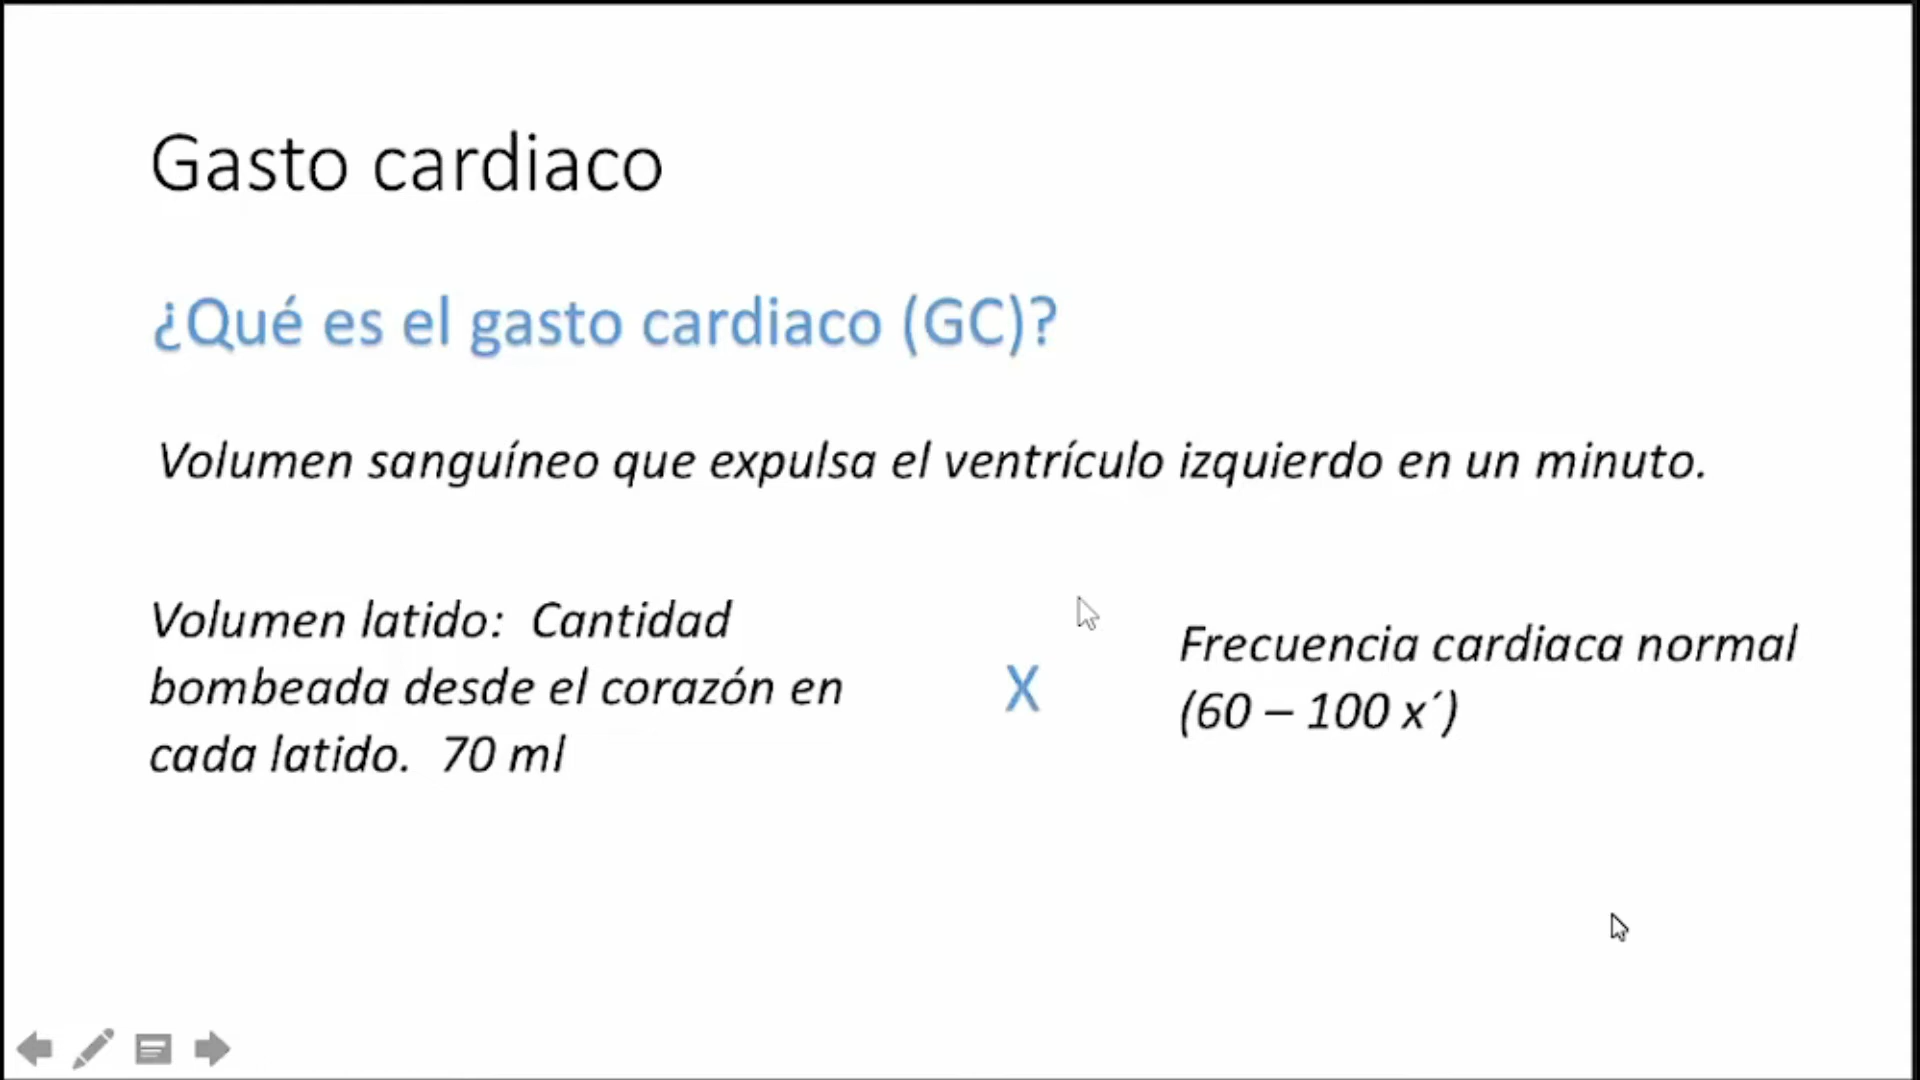 Gasto cardiaco
¿Qué es el gasto cardiaco (GC)?
Volumen sanguíneo que expulsa el ventrículo izquierdo en un minuto.
Volumen latido:  Cantidad
bombeada desde el corazón en
cada latido.  70 ml
X
Frecuencia cardiaca normal
(60 – 100 x´)